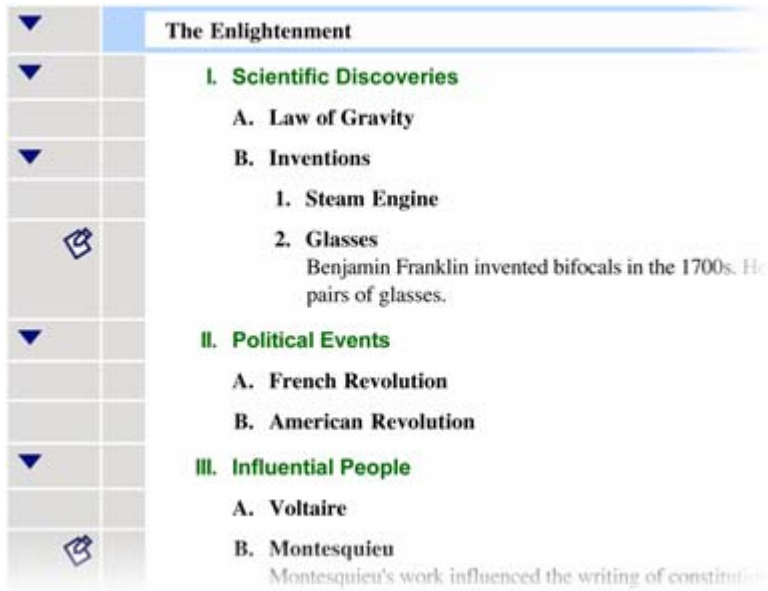 The Enlightenment
I. Scientific Discoveries
A. Law of Gravity
B. Inventions
1. Steam Engine
2. Glasses
Benjamin Franklin invented bifocals in the 1700s. He
pairs of glasses.
II. Political Events
A. French Revolution
B. American Revolution
III. Influential People
A. Voltaire
B. Montesquieu
Montesquieu's work influenced the writing of